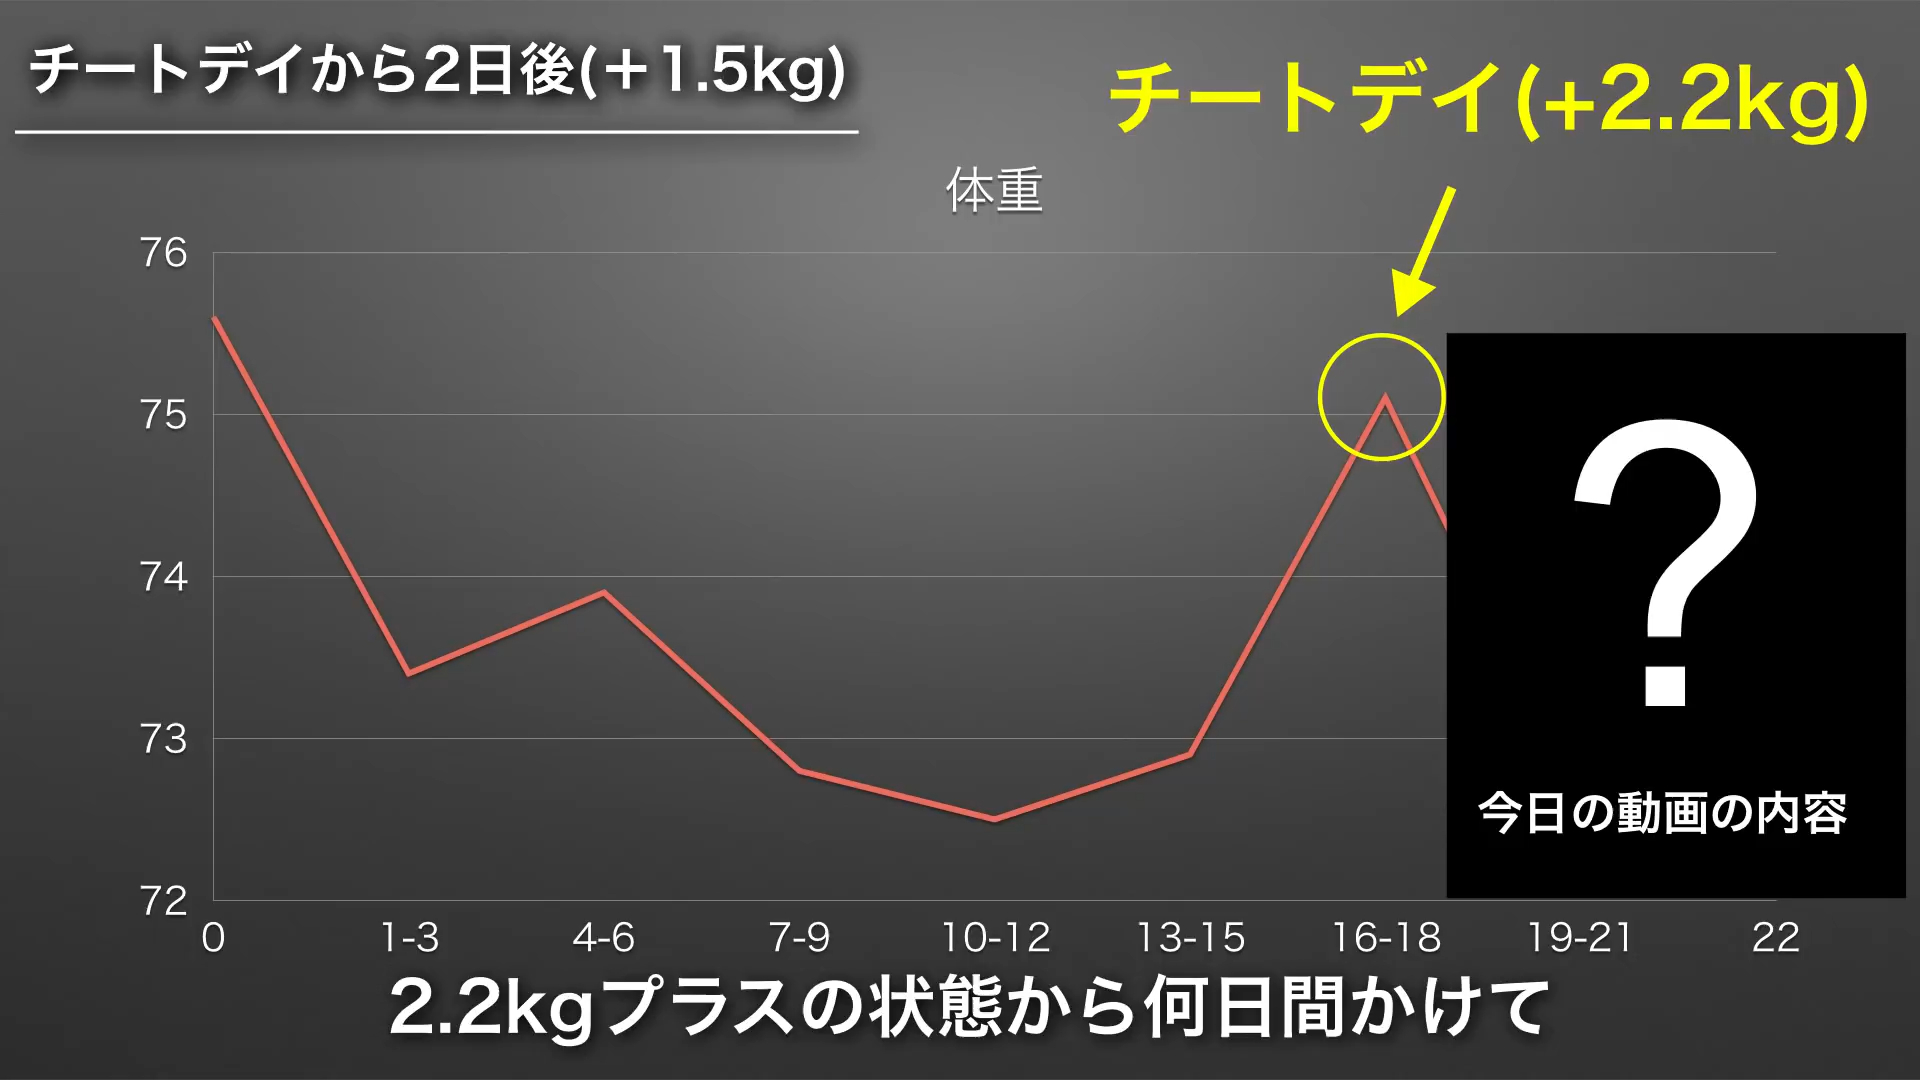 チートデイから2日後(+1.5kg)
チートデイ(+2.2kg)
体重
76
75
74
73
72
?
今日の動画の内容
0 1-3 4-6 7-9 10-12 13-15 16-18 19-21 22
2.2kgプラスの状態から何日間かけて